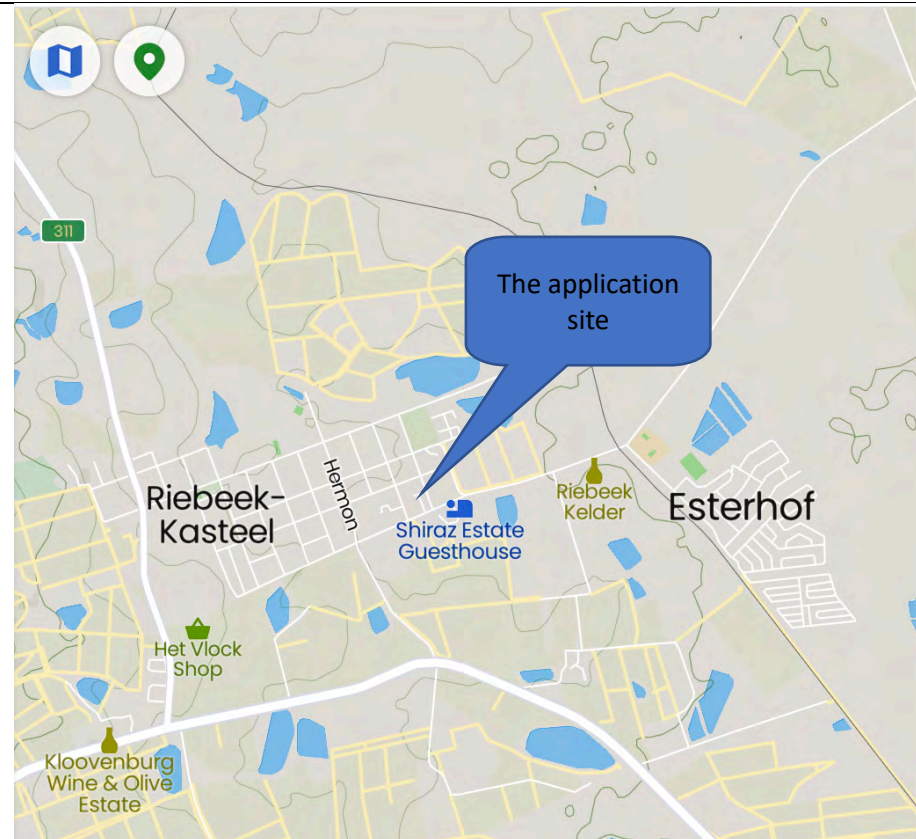 311
The application
site
Hermon
Riebeek-
Kasteel
Riebeek
Kelder
Esterhof
Shiraz Estate
Guesthouse
Het Vlock
Shop
Kloovenburg
Wine & Olive
Estate